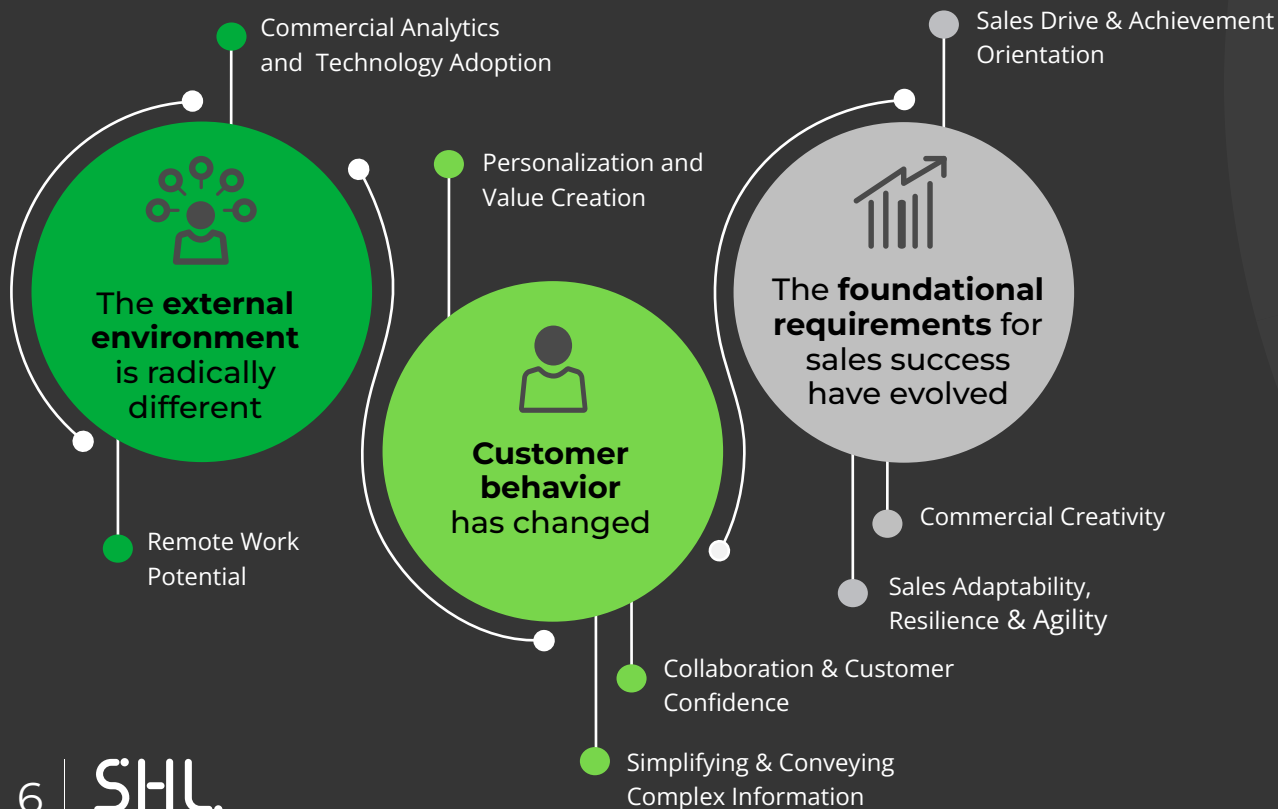 Commercial Analytics
and Technology Adoption
The external
environment
is radically
different
Remote Work
Potential
Personalization and
Value Creation
Customer
behavior
has changed
Collaboration & Customer
Confidence
Simplifying & Conveying
Complex Information
Sales Drive & Achievement
Orientation
The foundational
requirements for
sales success
have evolved
Commercial Creativity
Sales Adaptability,
Resilience & Agility
6
SHL.